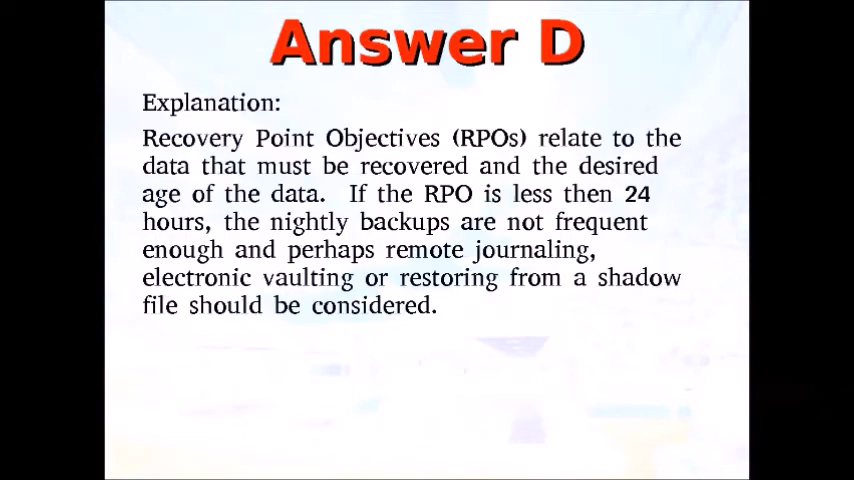 Answer D
Explanation:
Recovery Point Objectives (RPOs) relate to the
data that must be recovered and the desired
age of the data. If the RPO is less then 24
hours, the nightly backups are not frequent
enough and perhaps remote journaling,
electronic vaulting or restoring from a shadow
file should be considered.